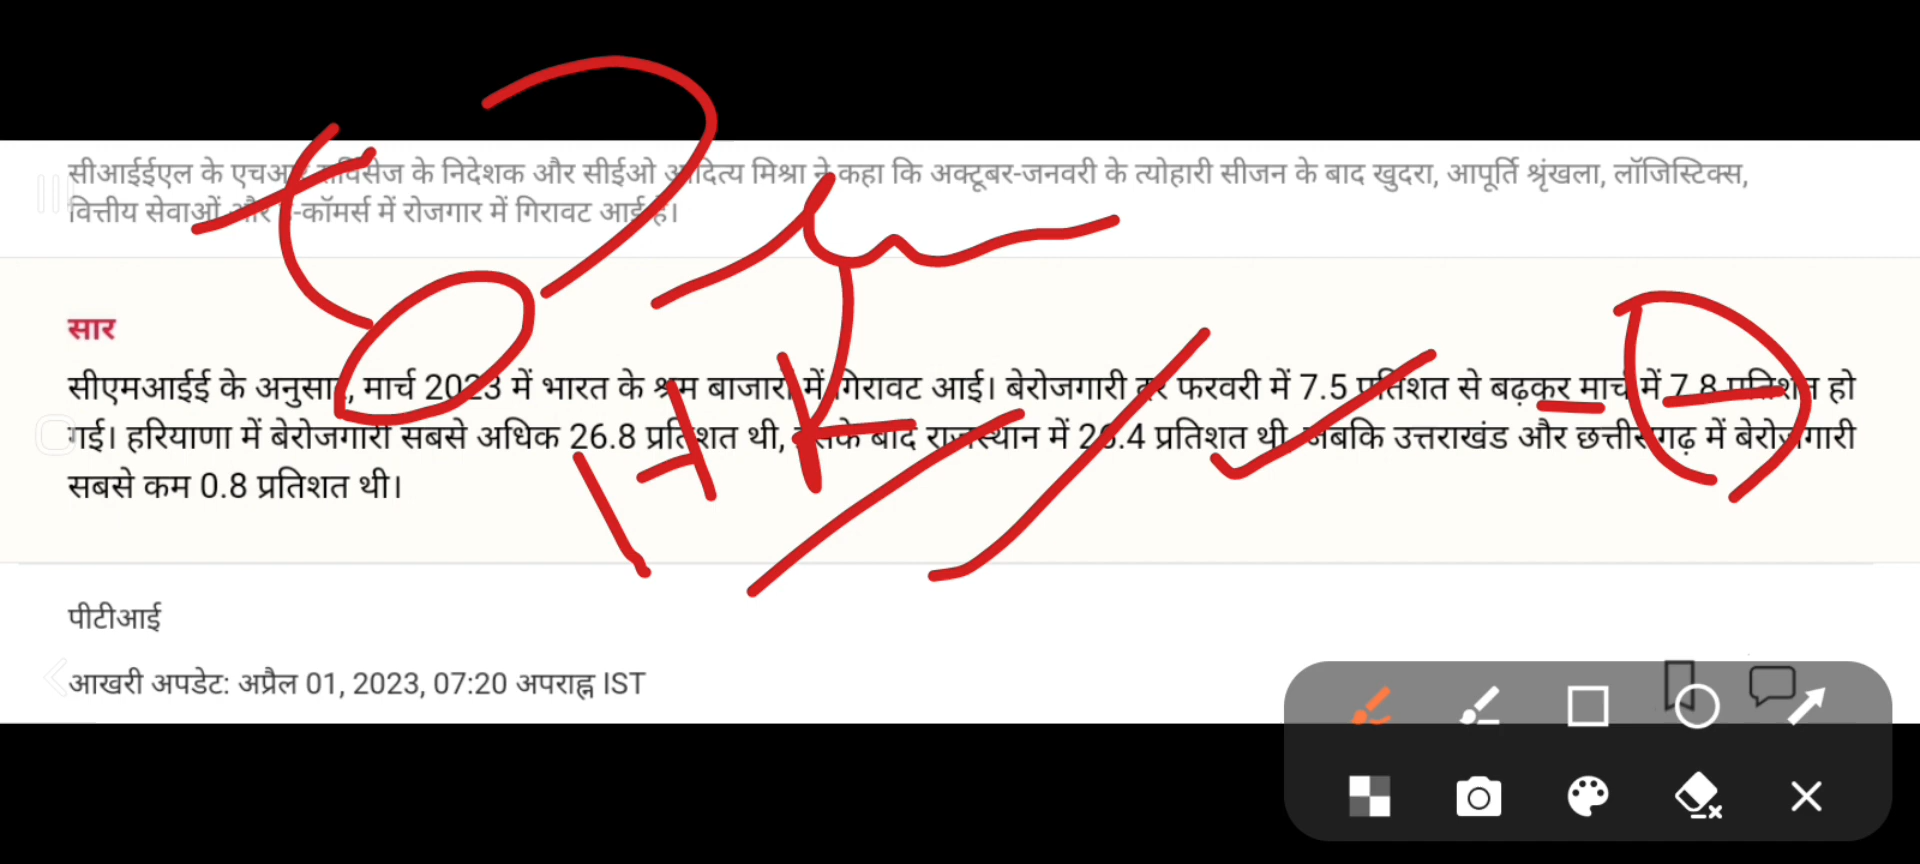 सीआईईएल के एचआर सर्विसेज के निदेशक और सीईओ आदित्य मिश्रा ने कहा कि अक्टूबर-जनवरी के त्योहारी सीजन के बाद खुदरा, आपूर्ति श्रृंखला, लॉजिस्टिक्स,
वित्तीय सेवाओं और ई-कॉमर्स में रोजगार में गिरावट आई है।
सार
सीएमआईई के अनुसार, मार्च 2023 में भारत के श्रम बाजारों में गिरावट आई। बेरोजगारी दर फरवरी में 7.5 प्रतिशत से बढ़कर मार्च में 7.8 प्रतिशत हो
गई। हरियाणा में बेरोजगारी सबसे अधिक 26.8 प्रतिशत थी, इसके बाद राजस्थान में 26.4 प्रतिशत थी, जबकि उत्तराखंड और छत्तीसगढ़ में बेरोजगारी
सबसे कम 0.8 प्रतिशत थी।
पीटीआई
आखरी अपडेट: अप्रैल 01, 2023, 07:20 अपराह्न IST